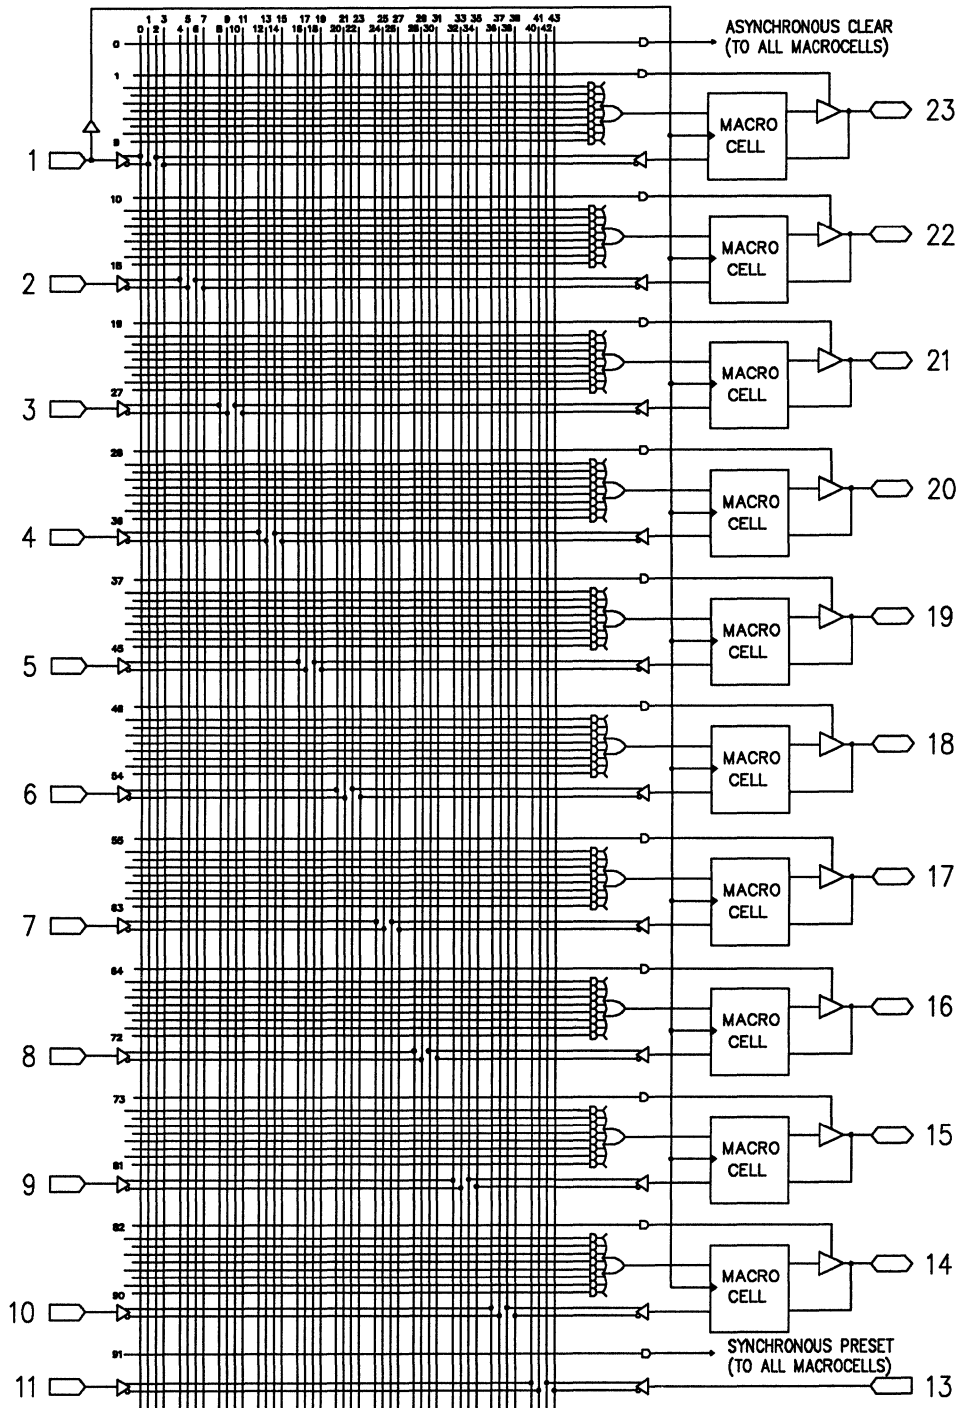 1 3 5 7 9 11 13 15 17 19 21 23 25 27 29 31 33 35 37 39 41 43
0 2 4 6 8 10 12 14 16 18 20 22 24 26 28 30 32 34 36 38 40 42
0
ASYNCHRONOUS CLEAR
(TO ALL MACROCELLS)
1
9
MACRO
CELL
23
1
10
18
MACRO
CELL
22
2
19
27
MACRO
CELL
21
3
28
36
MACRO
CELL
20
4
37
45
MACRO
CELL
19
5
46
54
MACRO
CELL
18
6
55
63
MACRO
CELL
17
7
64
72
MACRO
CELL
16
8
73
81
MACRO
CELL
15
9
82
90
MACRO
CELL
14
10
91
SYNCHRONOUS PRESET
(TO ALL MACROCELLS)
11
13